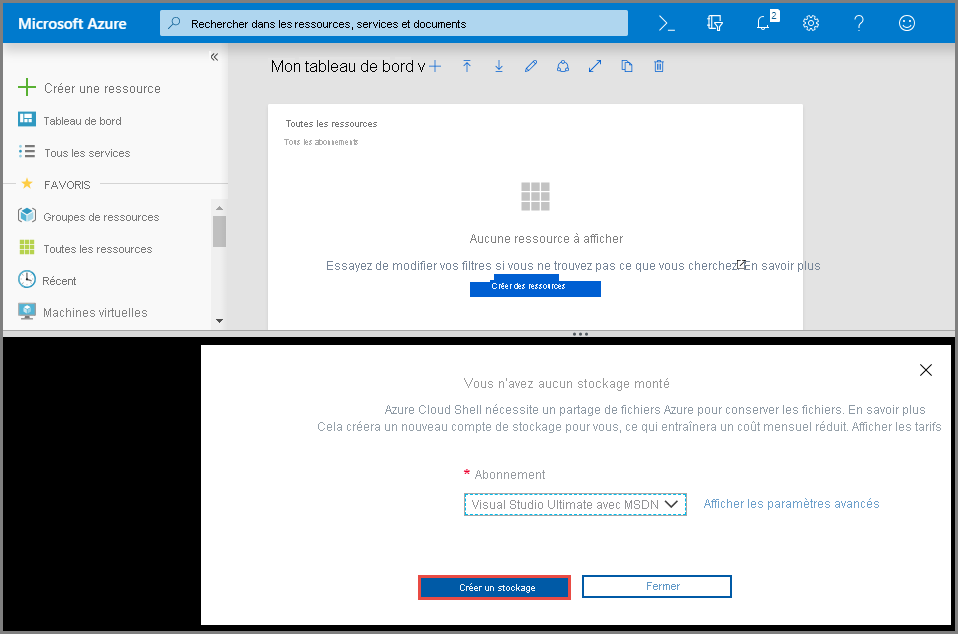 Microsoft Azure
Rechercher dans les ressources, services et documents
2
Créer une ressource
Tableau de bord
Tous les services
FAVORIS
Groupes de ressources
Toutes les ressources
Récent
Machines virtuelles
Mon tableau de bord v
Toutes les ressources
Tous les abonnements
Aucune ressource à afficher
Essayez de modifier vos filtres si vous ne trouvez pas ce que vous cherchez. En savoir plus
Créer des ressources
Vous n'avez aucun stockage monté
Azure Cloud Shell nécessite un partage de fichiers Azure pour conserver les fichiers. En savoir plus
Cela créera un nouveau compte de stockage pour vous, ce qui entraînera un coût mensuel réduit. Afficher les tarifs
* Abonnement
Visual Studio Ultimate avec MSDN
Afficher les paramètres avancés
Créer un stockage
Fermer